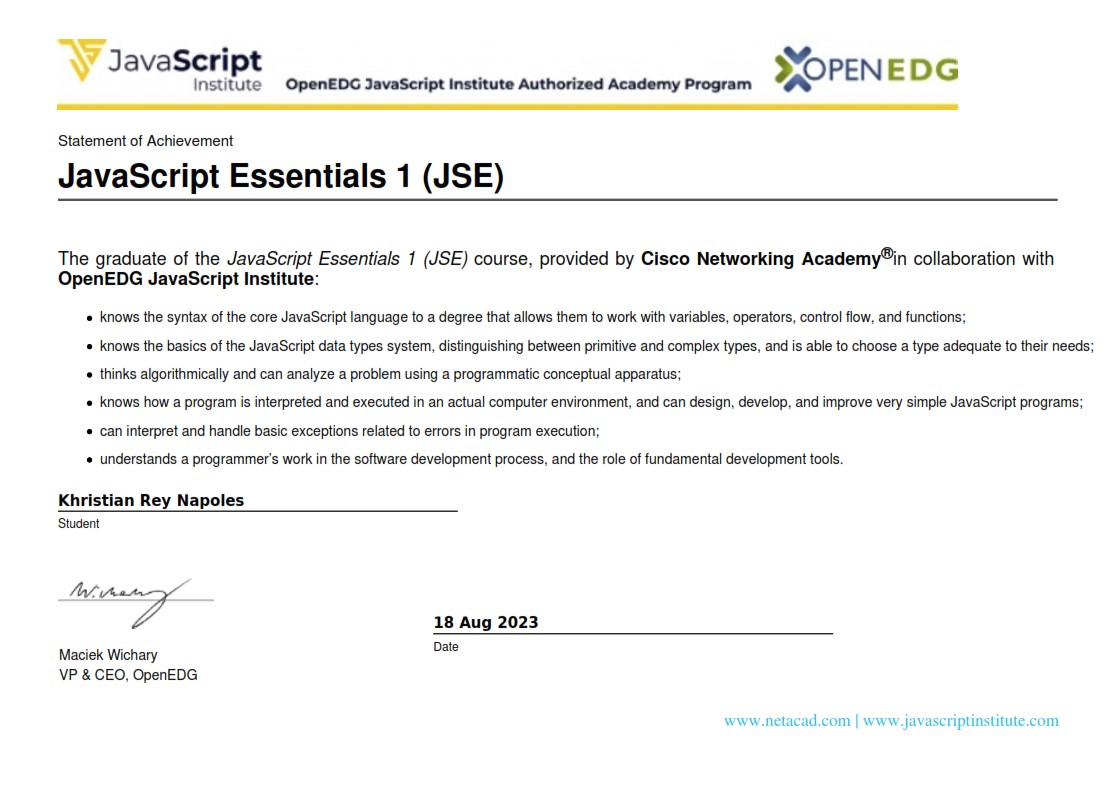 JavaScript
Institute
OpenEDG JavaScript Institute Authorized Academy Program
OPENEDG
Statement of Achievement
JavaScript Essentials 1 (JSE)
The graduate of the JavaScript Essentials 1 (JSE) course, provided by Cisco Networking Academy®in collaboration with
OpenEDG JavaScript Institute:
• knows the syntax of the core JavaScript language to a degree that allows them to work with variables, operators, control flow, and functions;
• knows the basics of the JavaScript data types system, distinguishing between primitive and complex types, and is able to choose a type adequate to their needs;
• thinks algorithmically and can analyze a problem using a programmatic conceptual apparatus;
• knows how a program is interpreted and executed in an actual computer environment, and can design, develop, and improve very simple JavaScript programs;
• can interpret and handle basic exceptions related to errors in program execution;
• understands a programmer's work in the software development process, and the role of fundamental development tools.
Khristian Rey Napoles
Student
W. Wichary
18 Aug 2023
Date
Maciek Wichary
VP & CEO, OpenEDG
www.netacad.com | www.javascriptinstitute.com